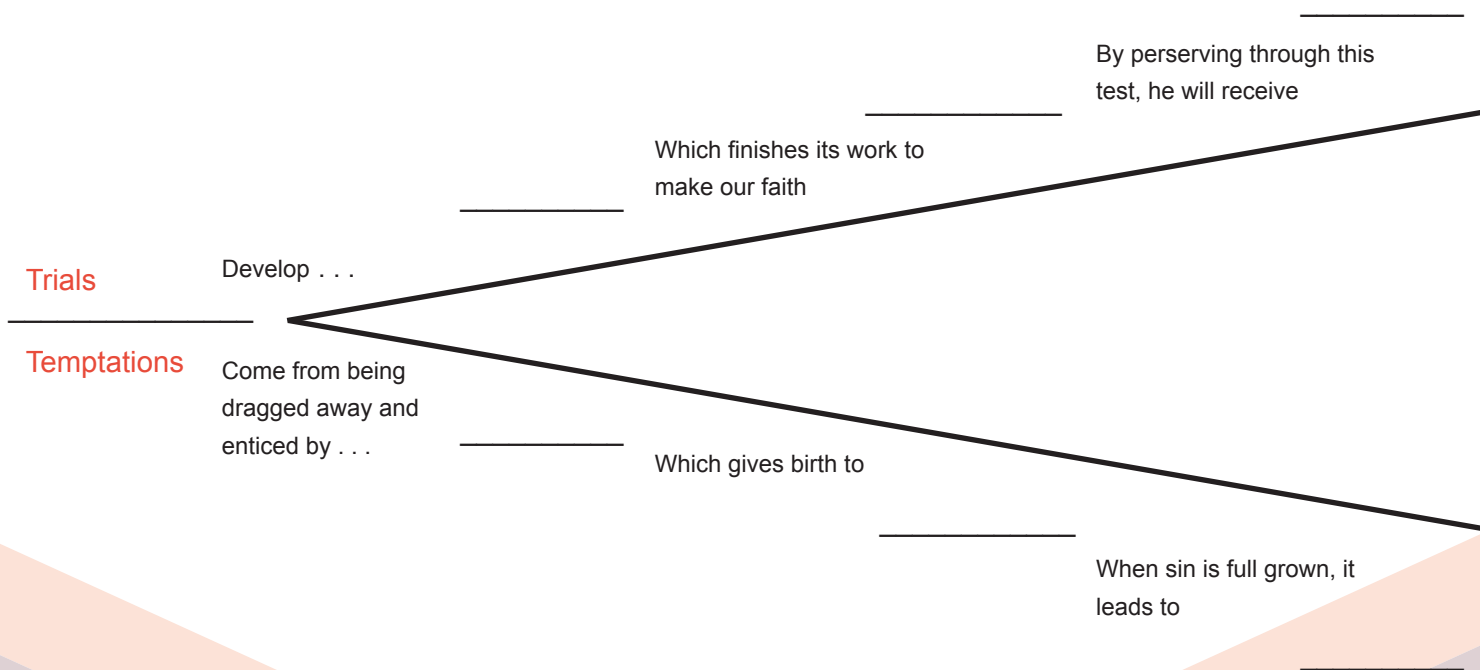 By perserving through this
test, he will receive
Which finishes its work to
make our faith
Develop . . .
Trials
Temptations
Come from being
dragged away and
enticed by . . .
Which gives birth to
When sin is full grown, it
leads to